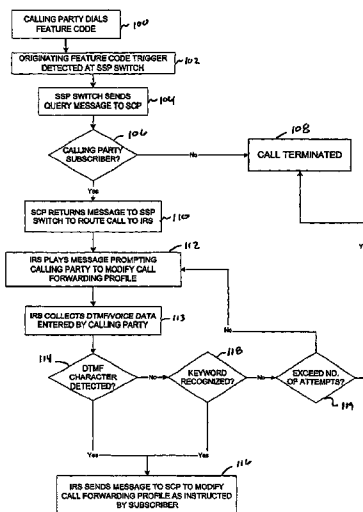 CALLING PARTY DIALS
FEATURE CODE
100
ORIGINATING FEATURE CODE TRIGGER
DETECTED AT SSP SWITCH
102
SSP SWITCH SENDS
QUERY MESSAGE TO SCP
104
CALLING PARTY
SUBSCRIBER?
106
No
108
CALL TERMINATED
Yes
SCP RETURNS MESSAGE TO SSP
SWITCH TO ROUTE CALL TO IRS
110
Y
112
IRS PLAYS MESSAGE PROMPTING
CALLING PARTY TO MODIFY CALL
FORWARDING PROFILE
IRS COLLECTS DTMF/VOICE DATA
ENTERED BY CALLING PARTY
113
No
114
DTMF
CHARACTER
DETECTED?
No
118
KEYWORD
RECOGNIZED?
No
EXCEED NO.
OF ATTEMPTS?
119
Yes
Yes
116
IRS SENDS MESSAGE TO SCP TO MODIFY
CALL FORWARDING PROFILE AS INSTRUCTED
BY SUBSCRIBER